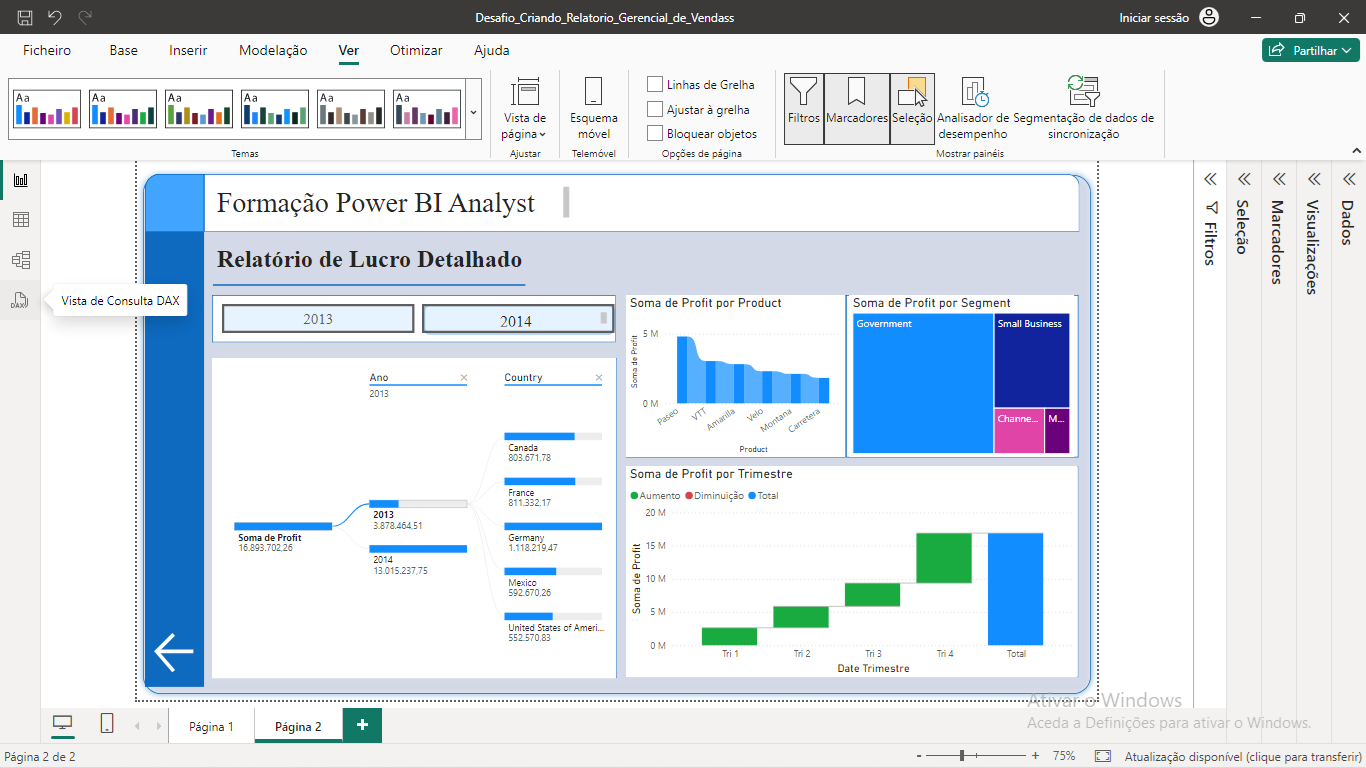 Desafio_Criando_Relatorio_Gerencial_de_Vendass
Iniciar sessão
Ficheiro
Base
Inserir
Modelação
Ver
Otimizar
Ajuda
Partilhar
Aa
Aa
Aa
Aa
Aa
Aa
Vista de página
Esquema móvel
Linhas de Grelha
Ajustar à grelha
Bloquear objetos
Filtros
Marcadores
Seleção
Analisador de desempenho
Segmentação de dados de sincronização
Temas
Ajustar
Telemóvel
Opções de página
Mostrar painéis
DAX
Vista de Consulta DAX
Formação Power BI Analyst
Relatório de Lucro Detalhado
2013
2014
Ano
2013
Country
Soma de Profit
16.893.702,26
2013
3.878.464,51
2014
13.015.237,75
Canada
803.671,78
France
811.332,17
Germany
1.118.219,47
Mexico
592.670,26
United States of Ameri...
552.570,83
Soma de Profit por Product
Soma de Profit
5 M
0 M
Paseo
VTT
Amarilla
Velo
Montana
Carretera
Product
Soma de Profit por Segment
Government
Small Business
Channe...
M...
Soma de Profit por Trimestre
Aumento
Diminuição
Total
Soma de Profit
20 M
15 M
10 M
5 M
0 M
Tri 1
Tri 2
Tri 3
Tri 4
Total
Date Trimestre
Filtros
Seleção
Marcadores
Visualizações
Dados
Ativar o Windows
Aceda a Definições para ativar o Windows.
Página 1
Página 2
+
Página 2 de 2
- + 75%
Atualização disponível (clique para transferir)